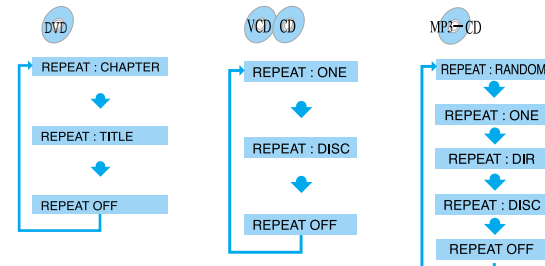 DVD
REPEAT : CHAPTER
REPEAT : TITLE
REPEAT OFF
VCD CD
REPEAT : ONE
REPEAT : DISC
REPEAT OFF
MP3-CD
REPEAT : RANDOM
REPEAT : ONE
REPEAT : DIR
REPEAT : DISC
REPEAT OFF